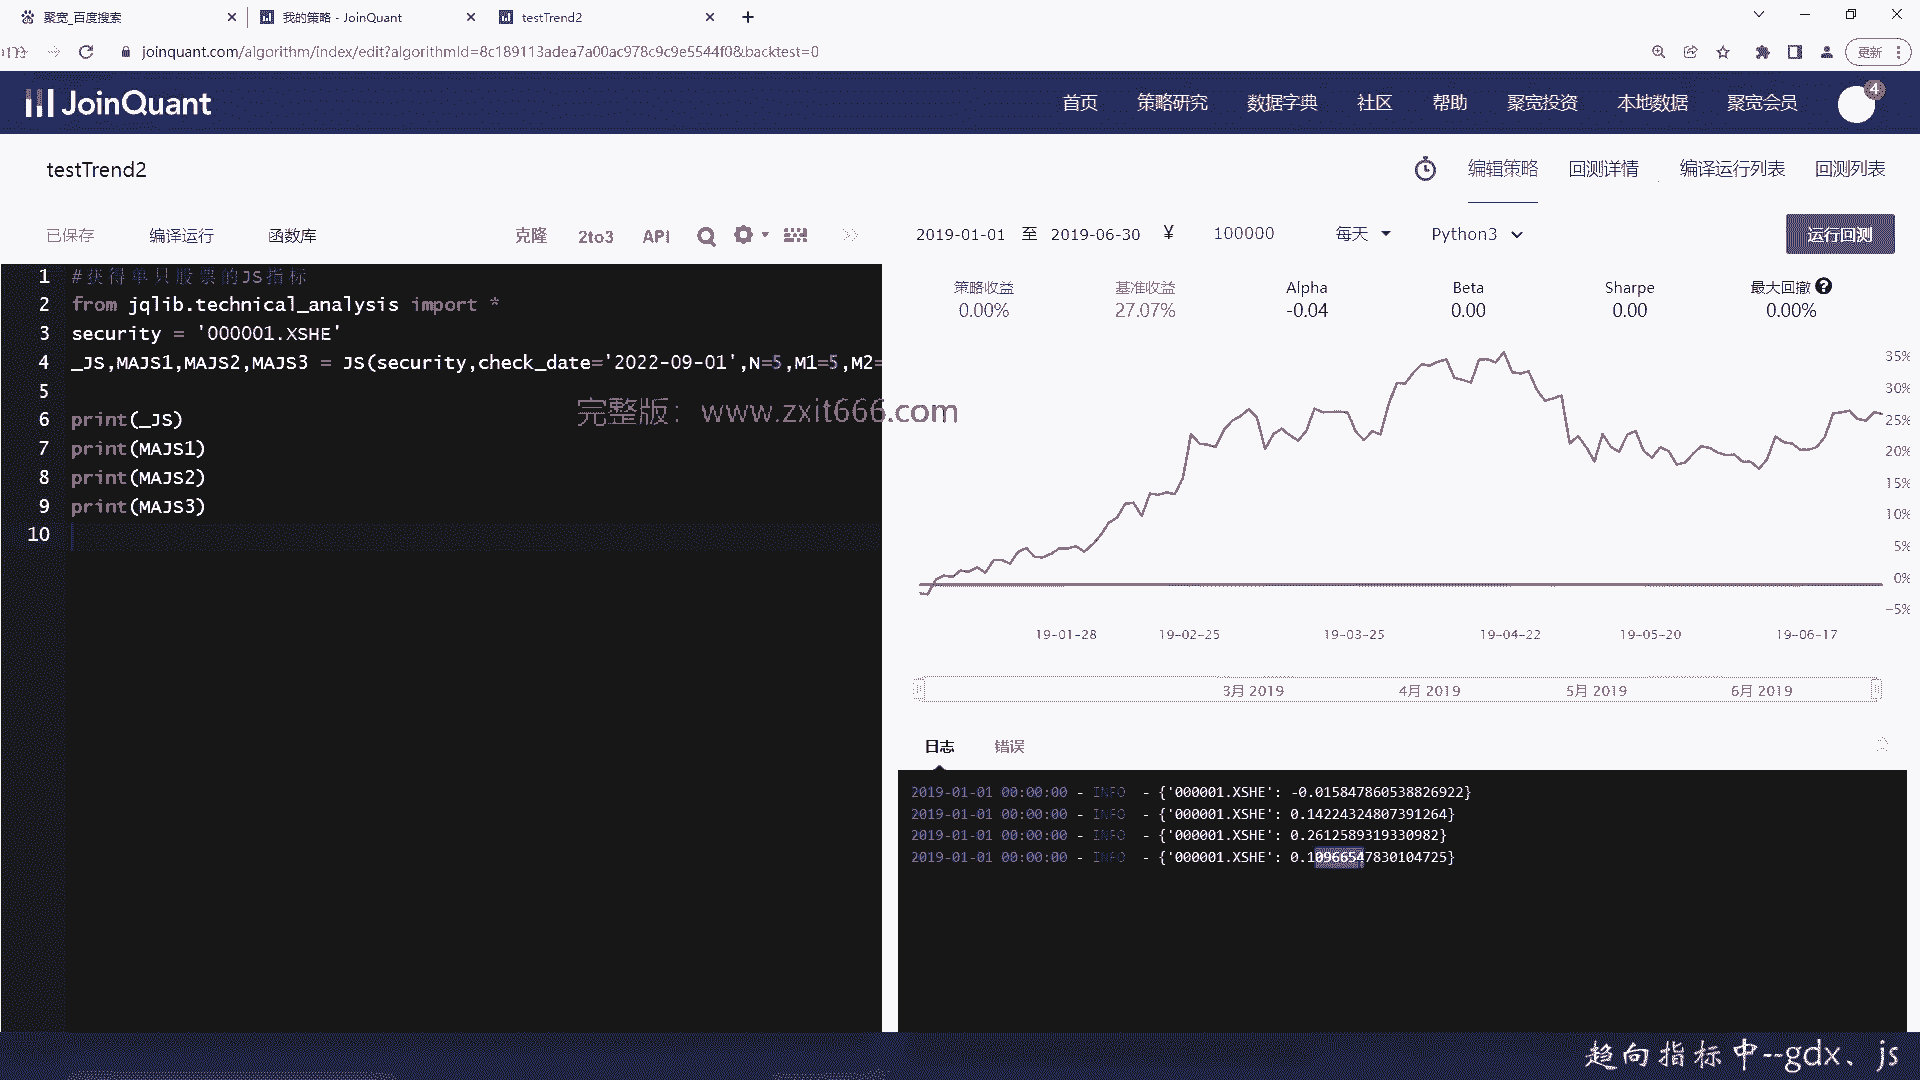 聚宽_百度搜索
我的策略 - JoinQuant
testTrend2
joinquant.com/algorithm/index/edit?algorithmId=8c189113adea7a00ac978c9c9e5544f0&backtest=0
更新
JoinQuant
首页 策略研究 数据字典 社区 帮助 聚宽投资 本地数据 聚宽会员
4
testTrend2
编辑策略 回测详情 编译运行列表 回测列表
已保存 编译运行 函数库 克隆 2to3 API
2019-01-01 至 2019-06-30 ¥ 100000 每天 Python3 运行回测
1 #获得单只股票的JS指标
2 from jqlib.technical_analysis import *
3 security = '000001.XSHE'
4 _JS,MAJS1,MAJS2,MAJS3 = JS(security,check_date='2022-09-01',N=5,M1=5,M2=
5
6 print(_JS)
7 print(MAJS1)
8 print(MAJS2)
9 print(MAJS3)
10
完整版：www.zxit666.com
策略收益 基准收益 Alpha Beta Sharpe 最大回撤
0.00% 27.07% -0.04 0.00 0.00 0.00%
35%
30%
25%
20%
15%
10%
5%
0%
-5%
19-01-28 19-02-25 19-03-25 19-04-22 19-05-20 19-06-17
3月 2019 4月 2019 5月 2019 6月 2019
日志 错误
2019-01-01 00:00:00 - INFO - {'000001.XSHE': -0.015847860538826922}
2019-01-01 00:00:00 - INFO - {'000001.XSHE': 0.14224324807391264}
2019-01-01 00:00:00 - INFO - {'000001.XSHE': 0.2612589319330982}
2019-01-01 00:00:00 - INFO - {'000001.XSHE': 0.10966547830104725}
趋向指标中--gdx、js